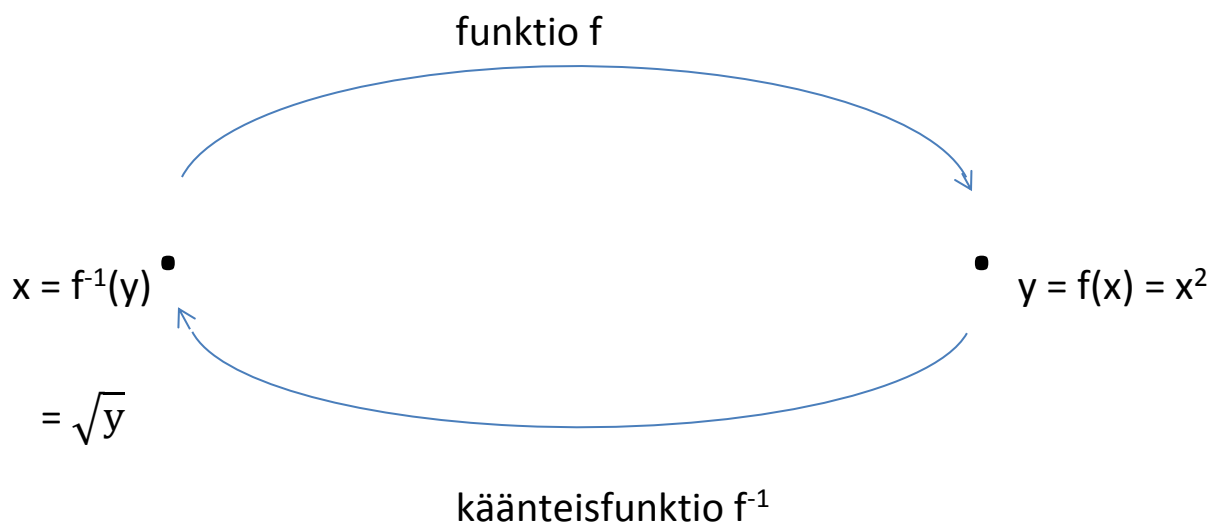 funktio f
x = f⁻¹(y)
y = f(x) = x²
= √y
käänteisfunktio f⁻¹